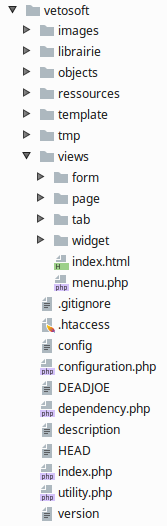 vetosoft
images
librairie
objects
ressources
template
tmp
views
form
page
tab
widget
index.html
menu.php
.gitignore
.htaccess
config
configuration.php
DEADJOE
dependency.php
description
HEAD
index.php
utility.php
version